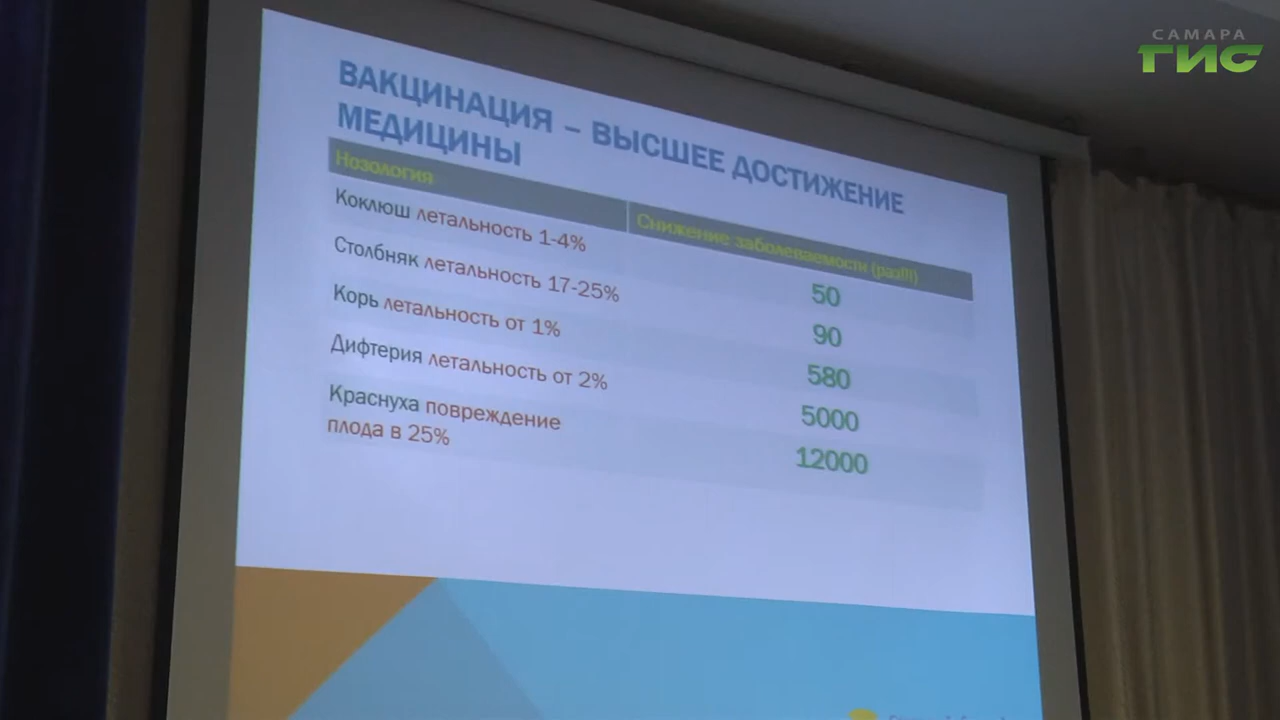 САМАРА
ГИС
ВАКЦИНАЦИЯ – ВЫСШЕЕ ДОСТИЖЕНИЕ
МЕДИЦИНЫ
Нозология
Снижение заболеваемости (раз!!!)
Коклюш летальность 1-4%
50
Столбняк летальность 17-25%
90
Корь летальность от 1%
580
Дифтерия летальность от 2%
5000
Краснуха повреждение
плода в 25%
12000